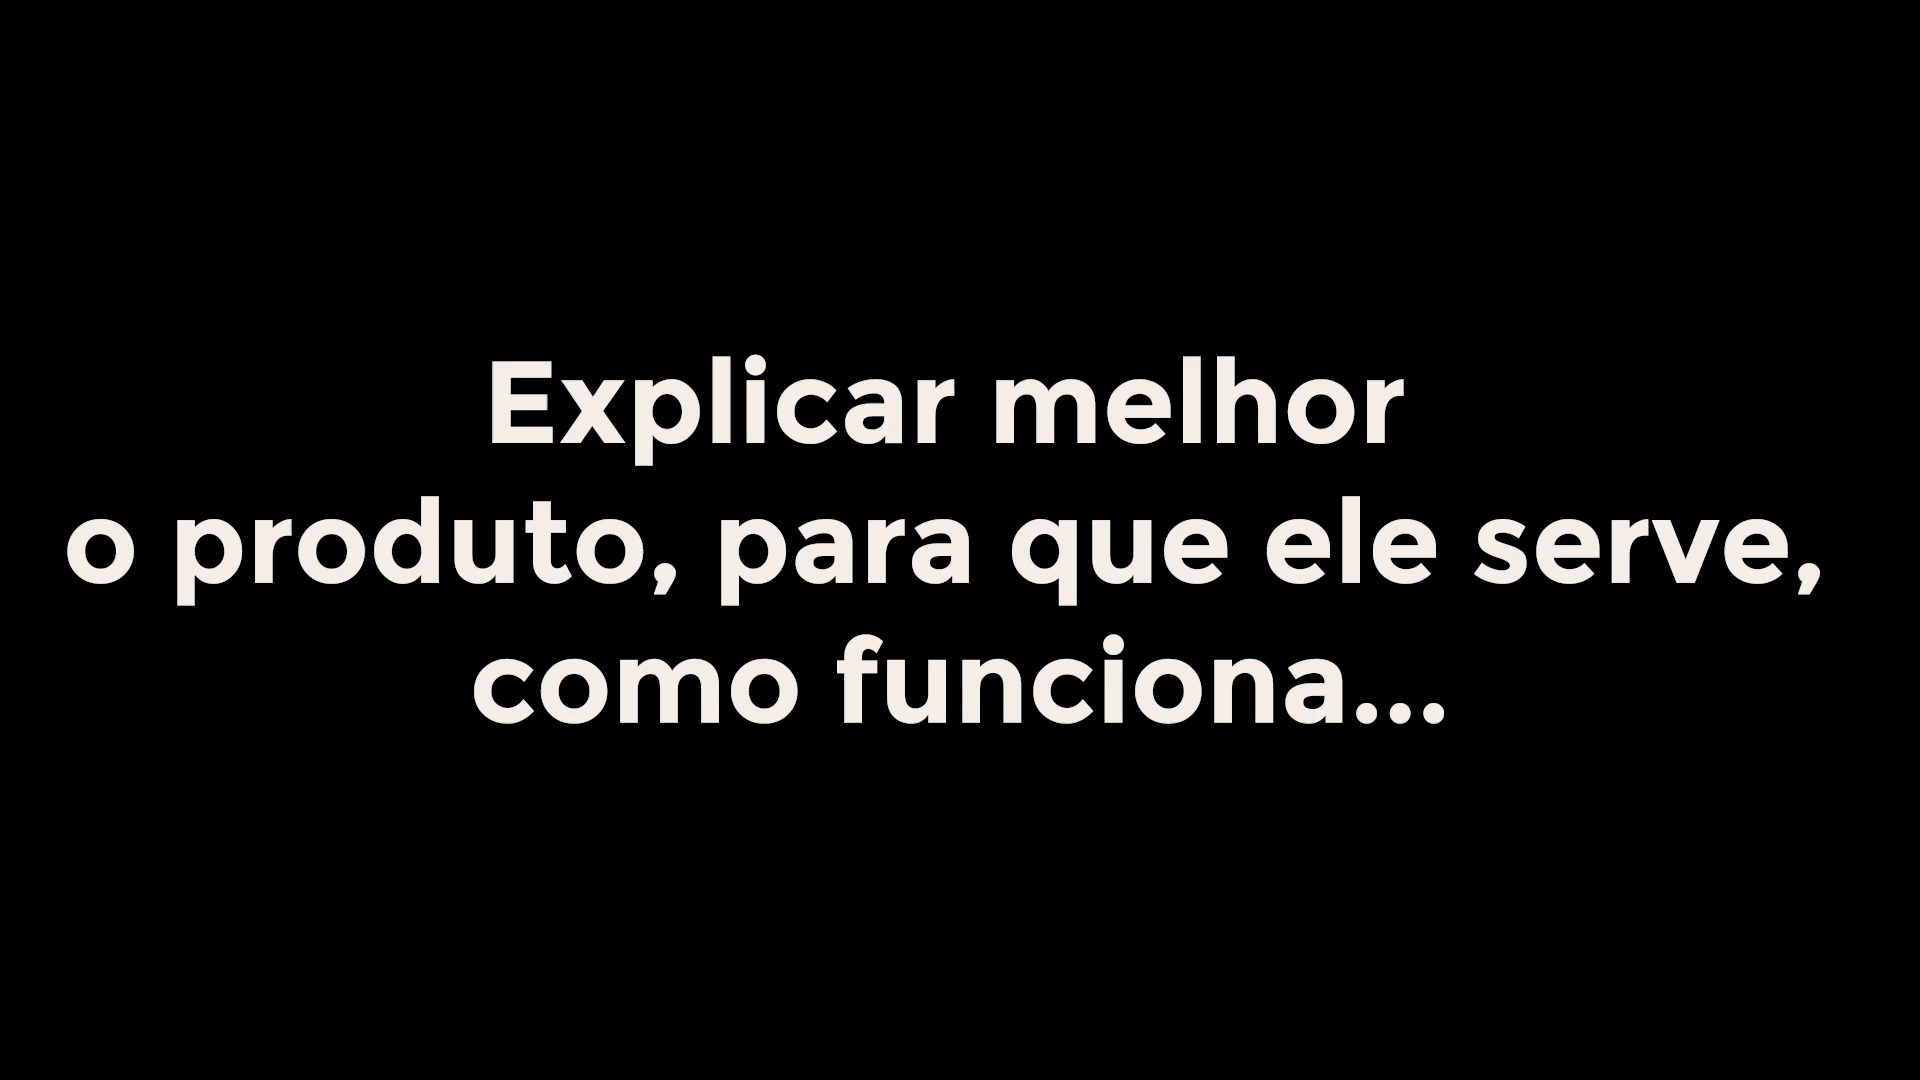 Explicar melhor
o produto, para que ele serve,
como funciona...